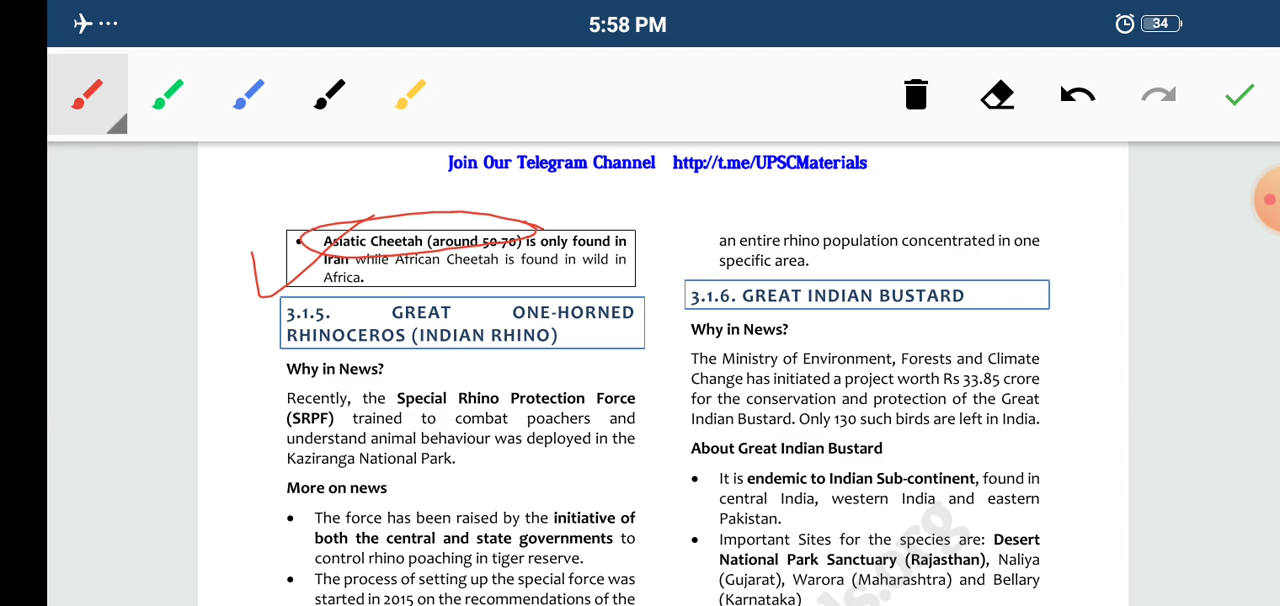 5:58 PM
34
Join Our Telegram Channel http://t.me/UPSCMaterials
• Asiatic Cheetah (around 50-70) is only found in
Iran while African Cheetah is found in wild in
Africa.
3.1.5. GREAT ONE-HORNED
RHINOCEROS (INDIAN RHINO)
Why in News?
Recently, the Special Rhino Protection Force
(SRPF) trained to combat poachers and
understand animal behaviour was deployed in the
Kaziranga National Park.
More on news
• The force has been raised by the initiative of
both the central and state governments to
control rhino poaching in tiger reserve.
• The process of setting up the special force was
started in 2015 on the recommendations of the
an entire rhino population concentrated in one
specific area.
3.1.6. GREAT INDIAN BUSTARD
Why in News?
The Ministry of Environment, Forests and Climate
Change has initiated a project worth Rs 33.85 crore
for the conservation and protection of the Great
Indian Bustard. Only 130 such birds are left in India.
About Great Indian Bustard
• It is endemic to Indian Sub-continent, found in
central India, western India and eastern
Pakistan.
• Important Sites for the species are: Desert
National Park Sanctuary (Rajasthan), Naliya
(Gujarat), Warora (Maharashtra) and Bellary
(Karnataka)